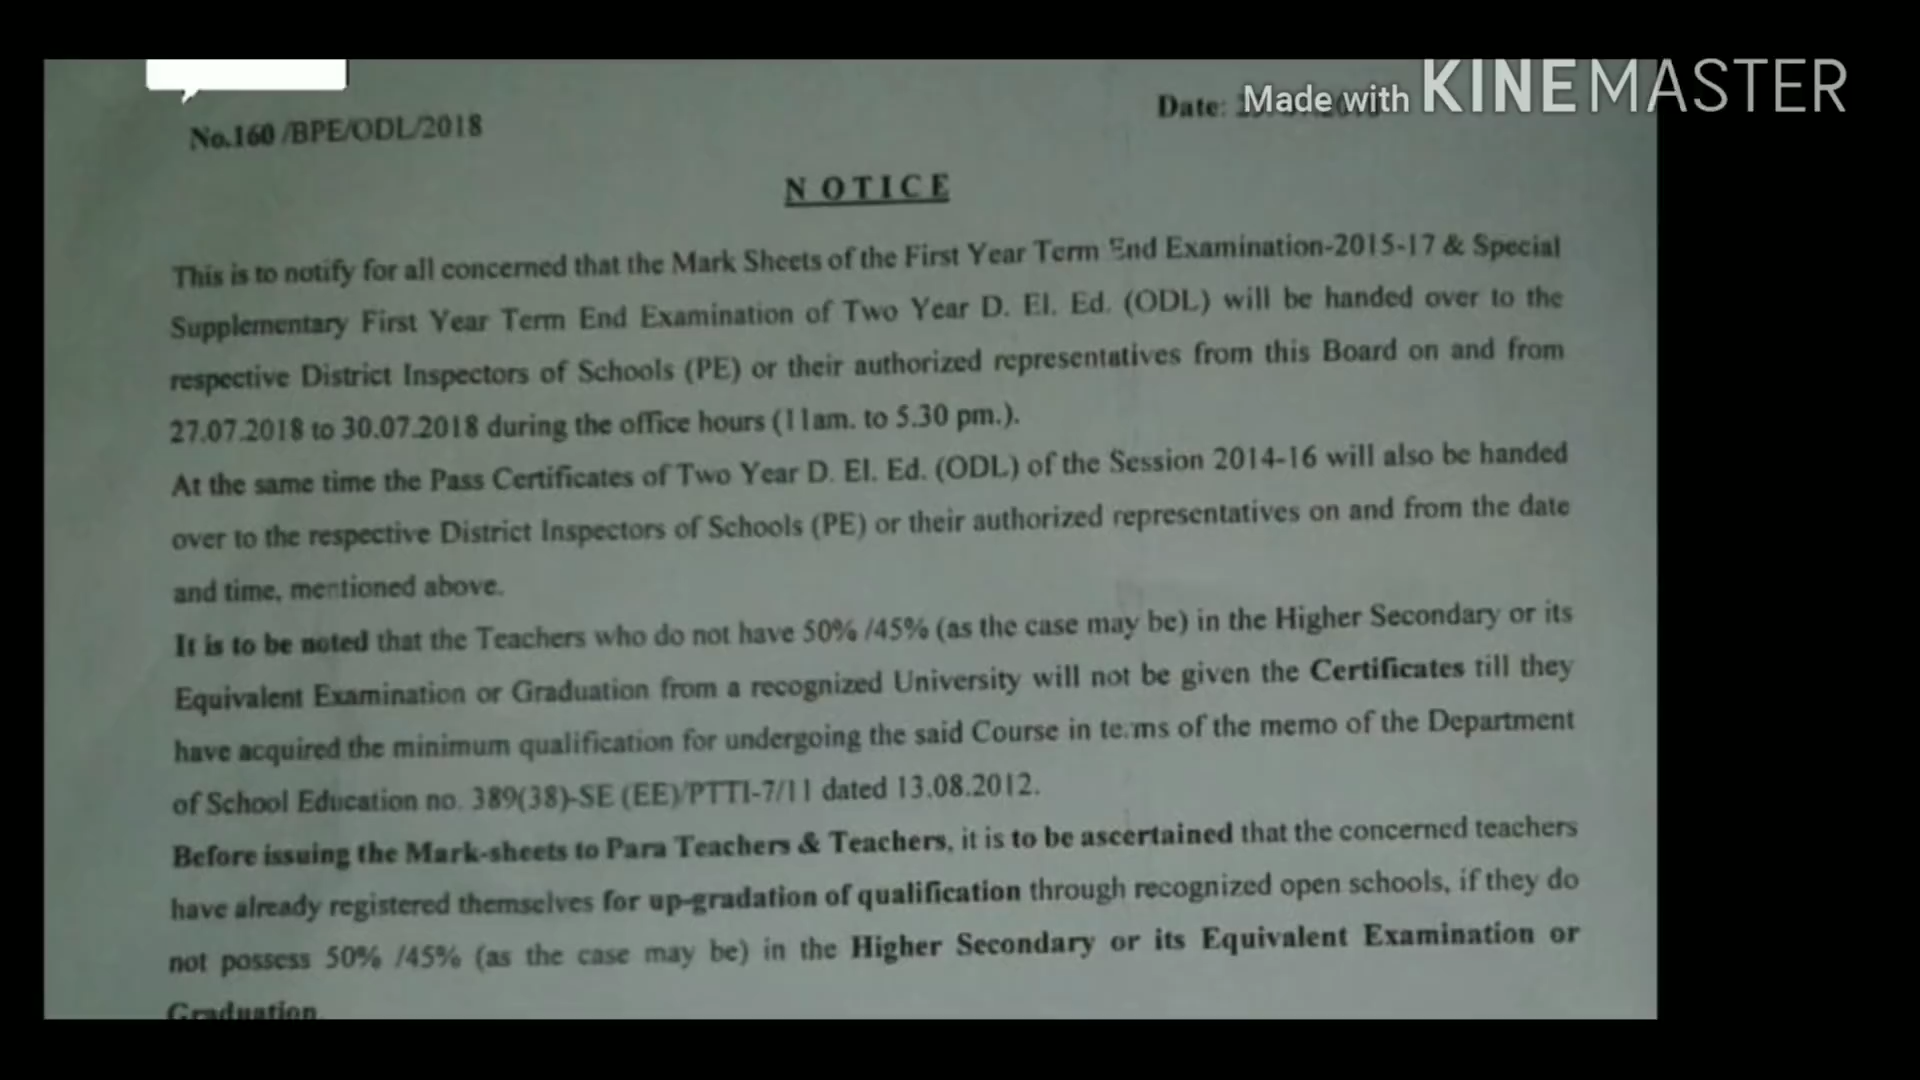 Made with KINEMASTER
No.160 /BPE/ODL/2018
Date:
NOTICE
This is to notify for all concerned that the Mark Sheets of the First Year Term End Examination-2015-17 & Special
Supplementary First Year Term End Examination of Two Year D. El. Ed. (ODL) will be handed over to the
respective District Inspectors of Schools (PE) or their authorized representatives from this Board on and from
27.07.2018 to 30.07.2018 during the office hours (11am. to 5.30 pm.).
At the same time the Pass Certificates of Two Year D. El. Ed. (ODL) of the Session 2014-16 will also be handed
over to the respective District Inspectors of Schools (PE) or their authorized representatives on and from the date
and time, mentioned above.
It is to be noted that the Teachers who do not have 50% /45% (as the case may be) in the Higher Secondary or its
Equivalent Examination or Graduation from a recognized University will not be given the Certificates till they
have acquired the minimum qualification for undergoing the said Course in terms of the memo of the Department
of School Education no. 389(38)-SE (EE)/PTTI-7/11 dated 13.08.2012.
Before issuing the Mark-sheets to Para Teachers & Teachers, it is to be ascertained that the concerned teachers
have already registered themselves for up-gradation of qualification through recognized open schools, if they do
not possess 50% /45% (as the case may be) in the Higher Secondary or its Equivalent Examination or
Graduation.